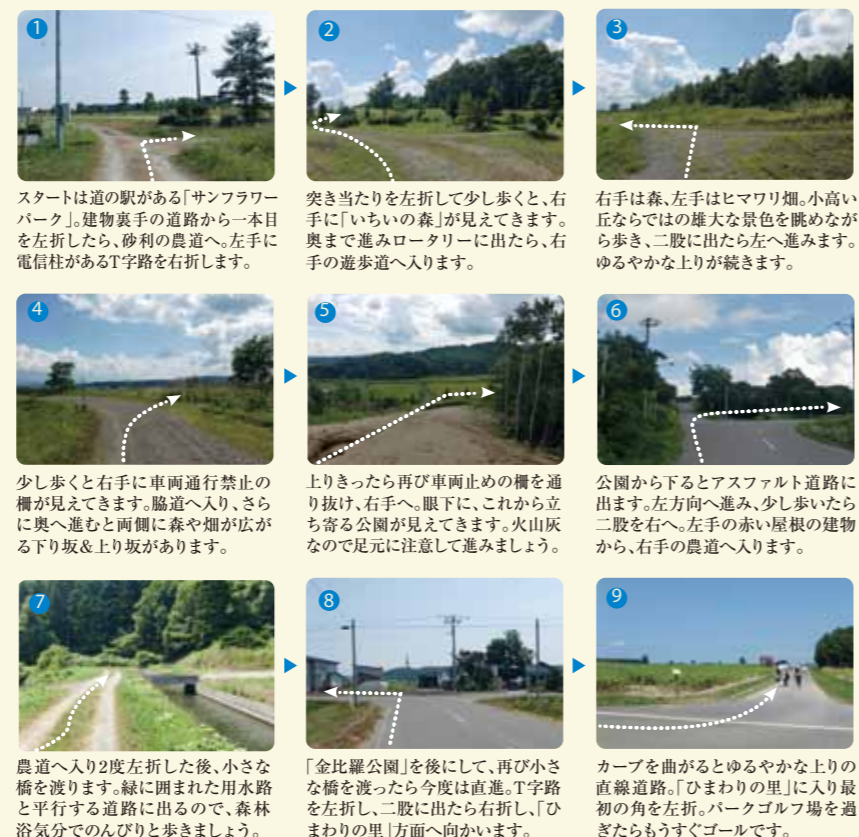 1
スタートは道の駅がある「サンフラワー
パーク」。建物裏手の道路から一本目
を左折したら、砂利の農道へ。左手に
電信柱があるT字路を右折します。
2
突き当たりを左折して少し歩くと、右
手に「いちいの森」が見えてきます。
奥まで進みロータリーに出たら、右
手の遊歩道へ入ります。
3
右手は森、左手はヒマワリ畑。小高い
丘ならではの雄大な景色を眺めなが
ら歩き、二股に出たら左へ進みます。
ゆるやかな上りが続きます。
4
少し歩くと右手に車両通行禁止の
柵が見えてきます。脇道へ入り、さら
に奥へ進むと両側に森や畑が広が
る下り坂&上り坂があります。
5
上りきったら再び車両止めの柵を通
り抜け、右手へ。眼下に、これから立
ち寄る公園が見えてきます。火山灰
なので足元に注意して進みましょう。
6
公園から下るとアスファルト道路に
出ます。左方向へ進み、少し歩いたら
二股を右へ。左手の赤い屋根の建物
から、右手の農道へ入ります。
7
農道へ入り2度左折した後、小さな
橋を渡ります。緑に囲まれた用水路
と平行する道路に出るので、森林
浴気分でのんびりと歩きましょう。
8
「金比羅公園」を後にして、再び小さ
な橋を渡ったら今度は直進。T字路
を左折し、二股に出たら右折し、「ひ
まわりの里」方面へ向かいます。
9
カーブを曲がるとゆるやかな上りの
直線道路。「ひまわりの里」に入り最
初の角を左折。パークゴルフ場を過
ぎたらもうすぐゴールです。